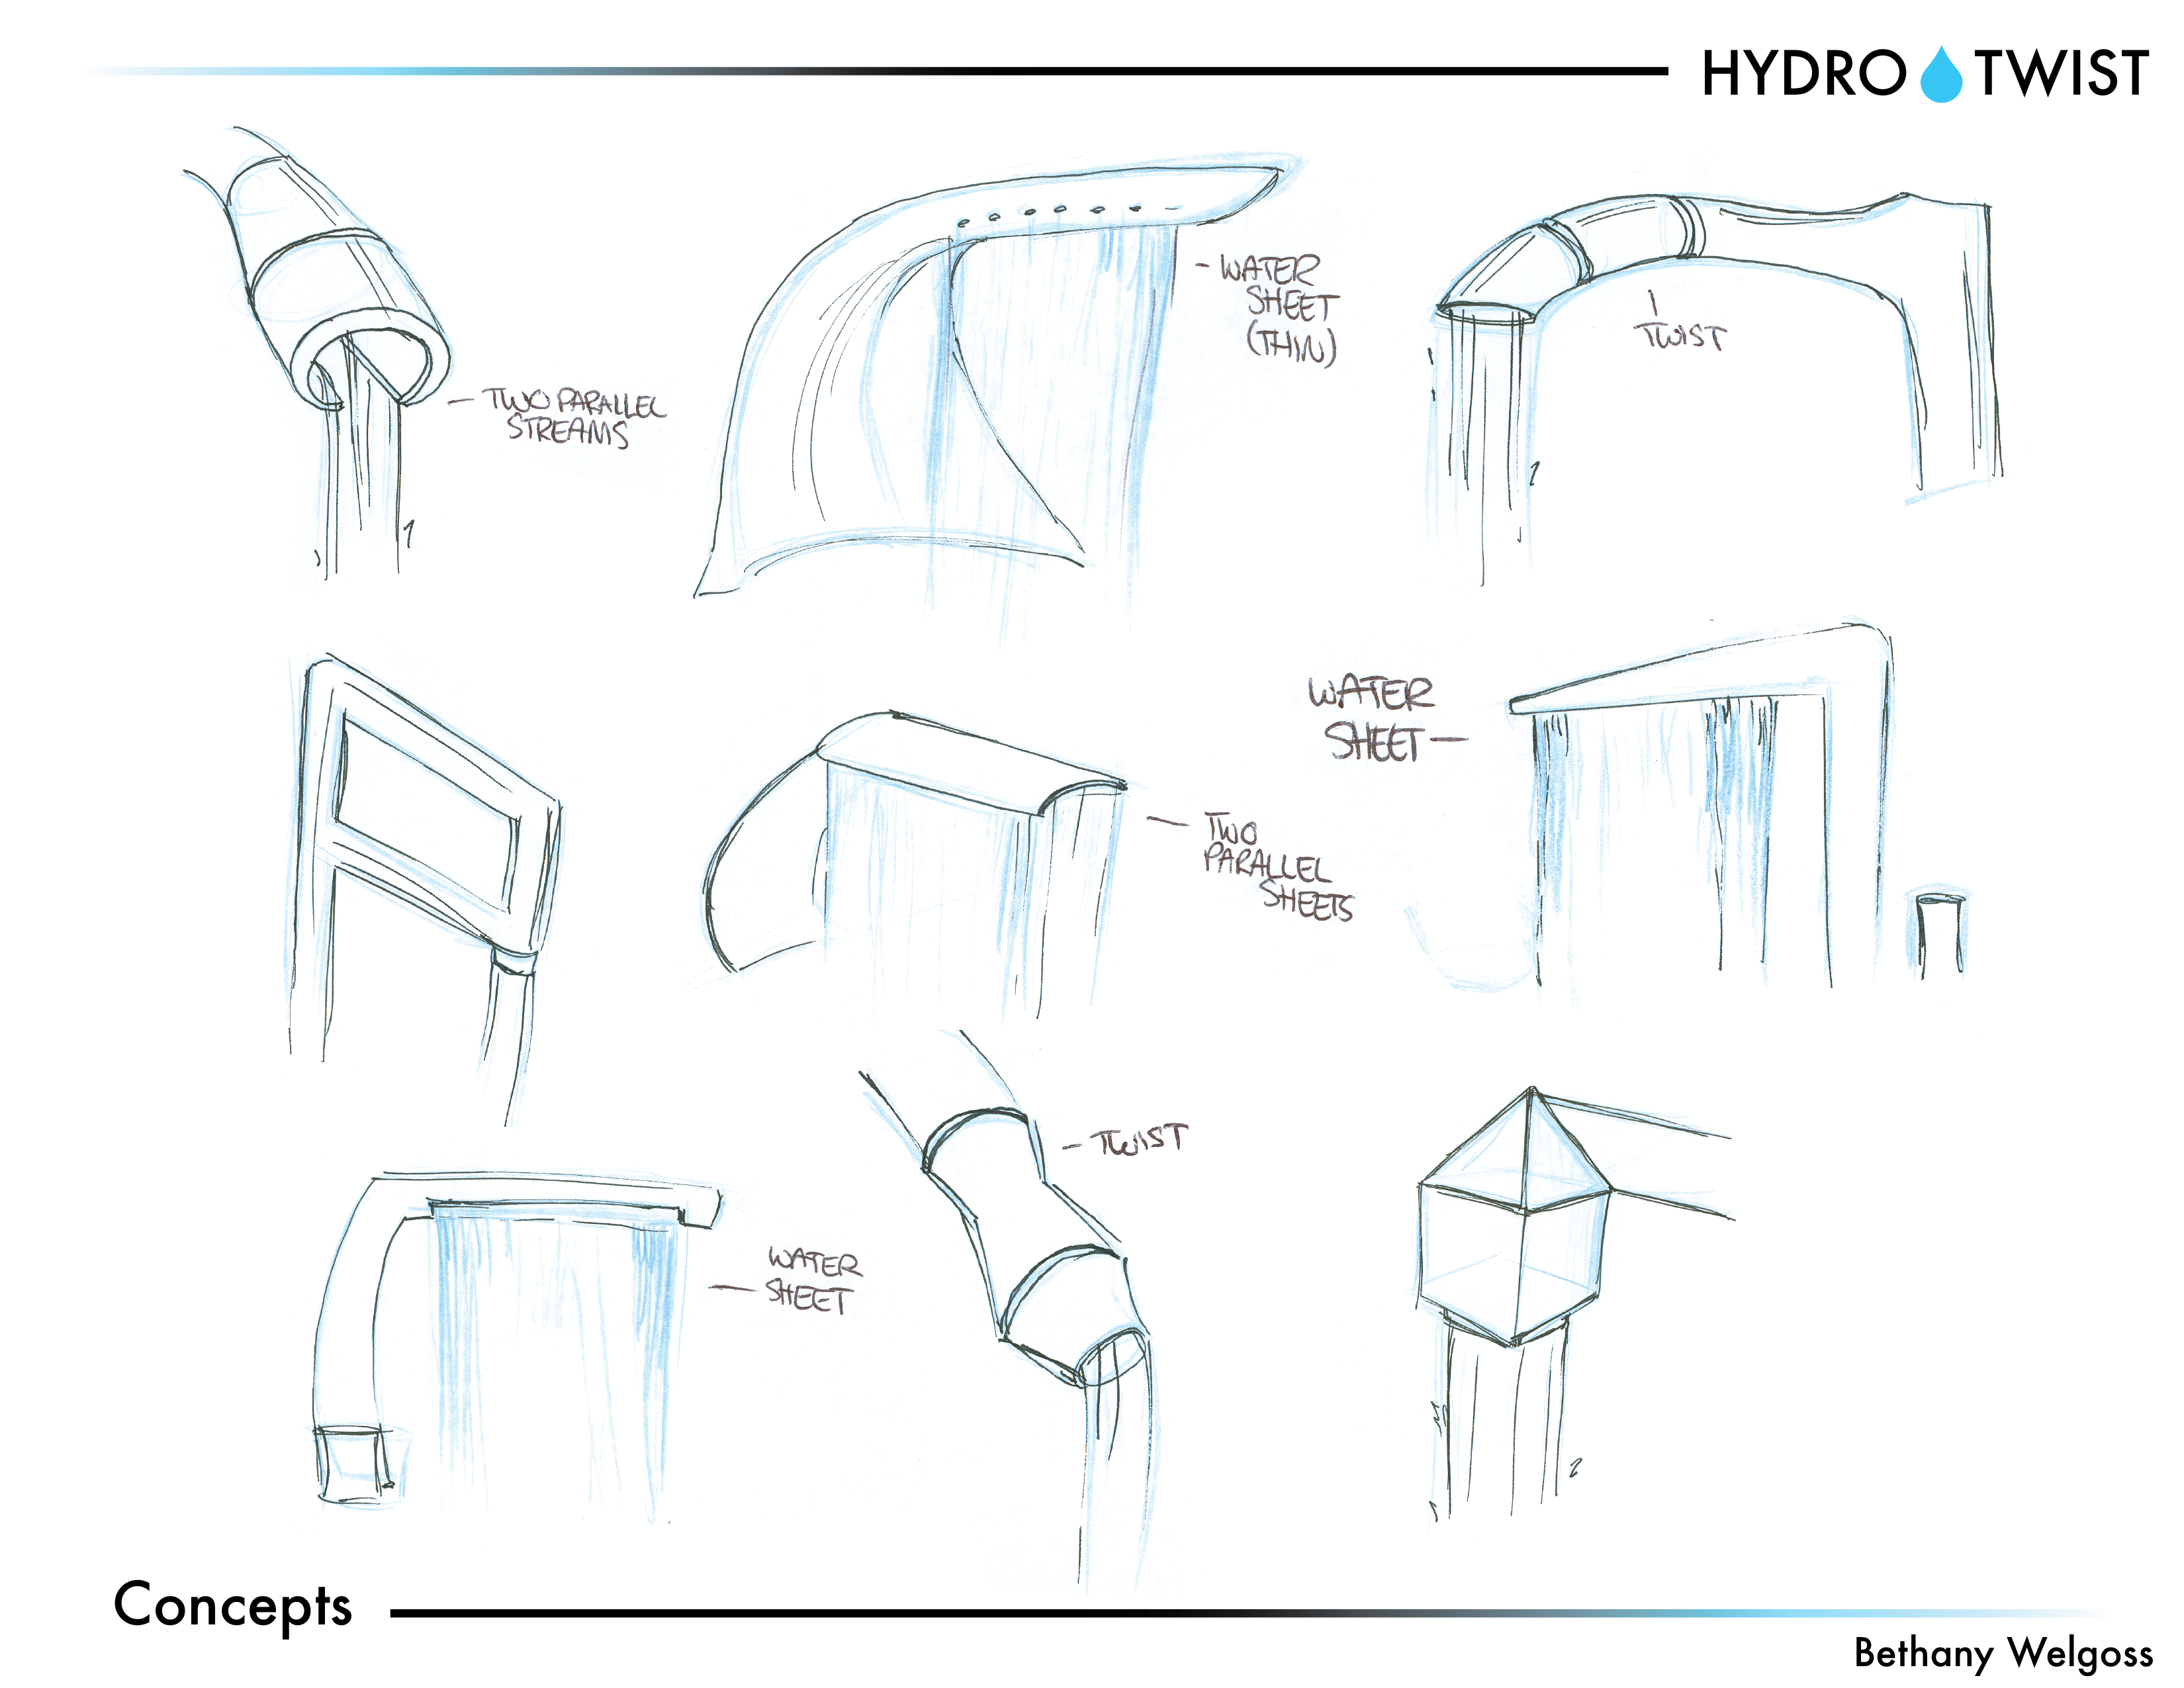 HYDRO TWIST
- TWO PARALLEL
STREAMS
- WATER
SHEET
(THIN)
TWIST
WATER
SHEET -
- TWO
PARALLEL
SHEETS
- TWIST
WATER
- SHEET
Concepts
Bethany Welgoss